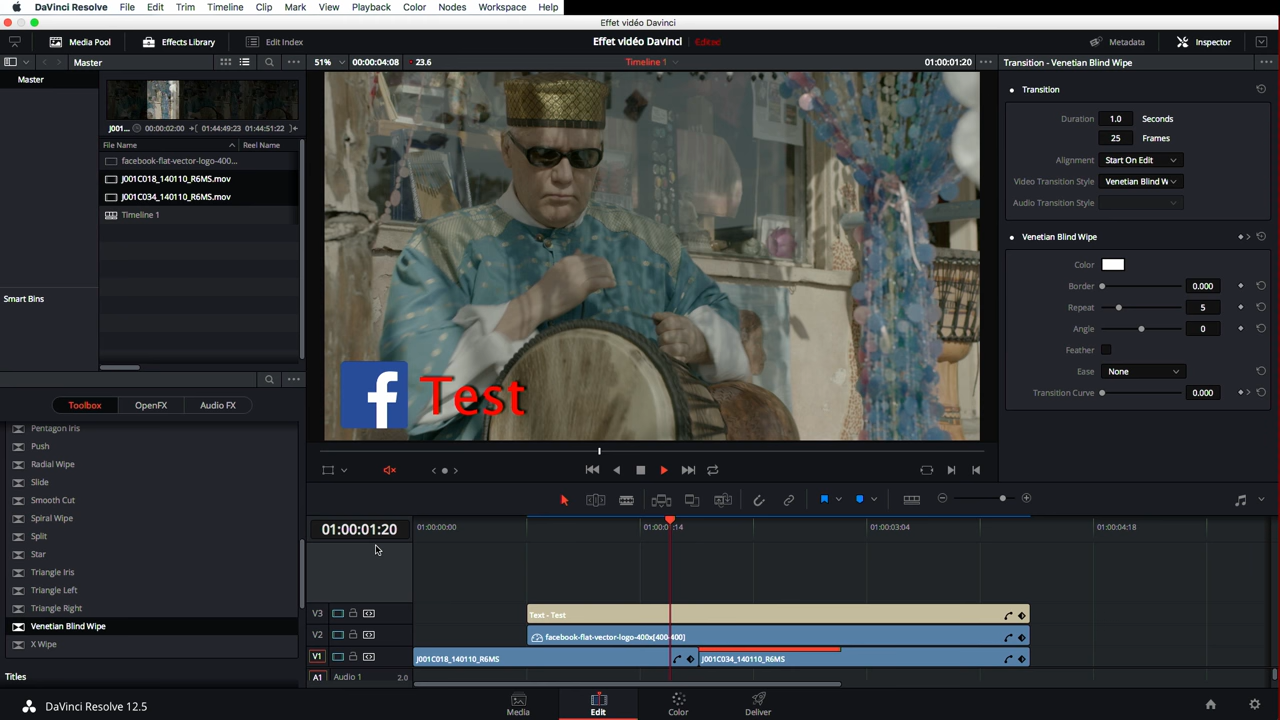 DaVinci Resolve File Edit Trim Timeline Clip Mark View Playback Color Nodes Workspace Help
Effet vidéo DavInci
Media Pool Effects Library Edit Index Effet vidéo DavInci Edited Metadata Inspector
Master 51% 00:00:04:08 23.6 Timeline 1 01:00:01:20 Transition - Venetian Blind Wipe
Master
J001... 00:00:02:00 01:44:49:23 01:44:51:22
File Name Reel Name
facebook-flat-vector-logo-400...
J001C018_140110_R6MS.mov
J001C034_140110_R6MS.mov
Timeline 1
Smart Bins
Transition
Duration 1.0 Seconds
25 Frames
Alignment Start On Edit
Video Transition Style Venetian Blind W
Audio Transition Style
Venetian Blind Wipe
Color
Border 0.000
Repeat 5
Angle 0
Feather
Ease None
Transition Curve 0.000
f Test
Toolbox OpenFX Audio FX
Pentagon Iris
Push
Radial Wipe
Slide
Smooth Cut
Spiral Wipe
Split
Star
Triangle Iris
Triangle Left
Triangle Right
Venetian Blind Wipe
X Wipe
Titles
01:00:01:20 01:00:00:00 01:00:01:14 01:00:03:04 01:00:04:18
V3 Text - Test
V2 facebook-flat-vector-logo-400x[400-400]
V1 J001C018_140110_R6MS J001C034_140110_R6MS
A1 Audio 1 2.0
DaVinci Resolve 12.5 Media Edit Color Deliver